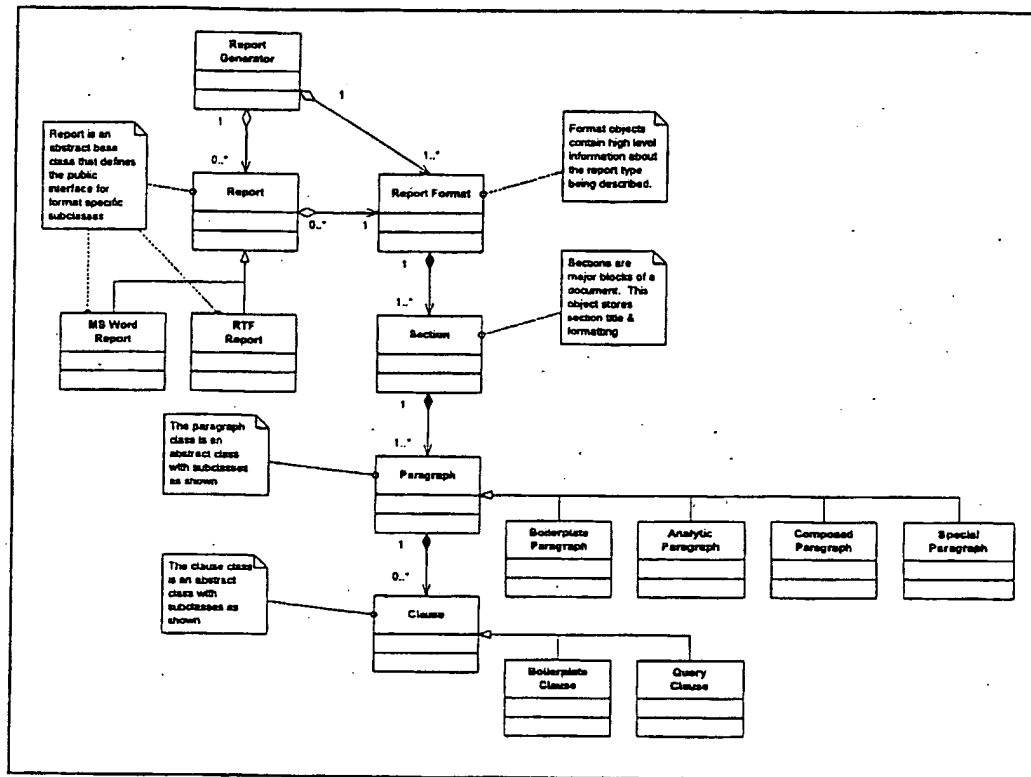 Report
Generator
1
1
Report is an
abstract base
class that defines
the public
interface for
format specific
subclasses
Format objects
contain high level
information about
the report type
being described.
0..*
1..*
Report
Report Format
0..*
1
1
Sections are
major blocks of a
document. This
object stores
section title &
formatting
1..*
MS Word
Report
RTF
Report
Section
1
The paragraph
class is an
abstract class
with subclasses
as shown
1..*
Paragraph
Boilerplate
Paragraph
Analytic
Paragraph
Composed
Paragraph
Special
Paragraph
1
The clause class
is an abstract
class with
subclasses as
shown
0..*
Clause
Boilerplate
Clause
Query
Clause